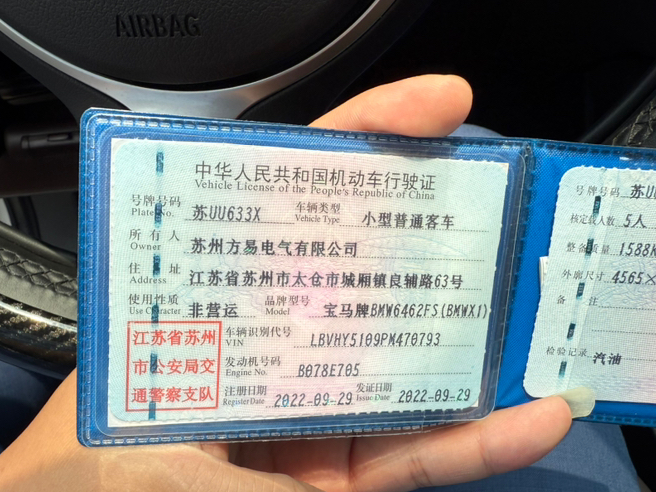 AIRBAG
中华人民共和国机动车行驶证
Vehicle License of the People's Republic of China
号牌号码 Plate No. 苏UU633X 车辆类型 Vehicle Type 小型普通客车
所有人 Owner 苏州方易电气有限公司
住址 Address 江苏省苏州市太仓市城厢镇良辅路63号
使用性质 Use Character 非营运 品牌型号 Model 宝马牌BMW6462FS(BMWX1)
江苏省苏州
市公安局交
通警察支队
车辆识别代号 VIN LBVHY5109PM470793
发动机号码 Engine No. B078E705
注册日期 Register Date 2022-09-29 发证日期 Issue Date 2022-09-29
号牌号码 苏U
核定载人数 5人
整备质量 1588K
外廓尺寸 4565×
备注
检验记录 汽油